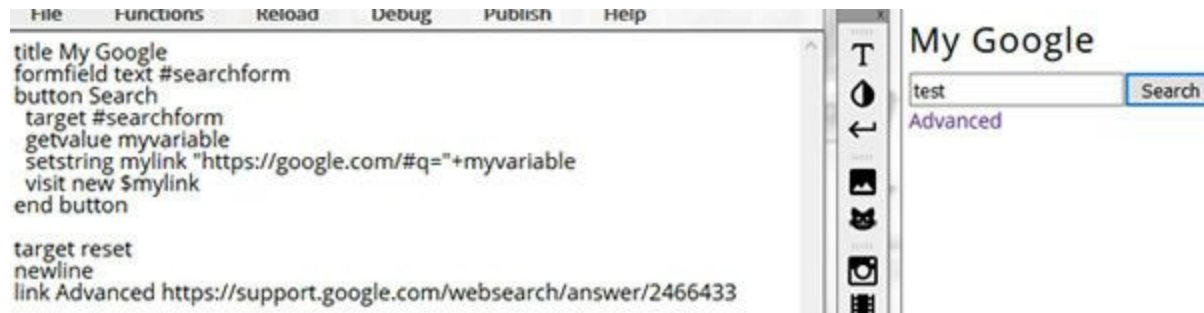 File Functions Reload Debug Publish Help
title My Google
formfield text #searchform
button Search
target #searchform
getvalue myvariable
setstring mylink "https://google.com/#q="+myvariable
visit new $mylink
end button
target reset
newline
link Advanced https://support.google.com/websearch/answer/2466433
x
T
My Google
test Search
Advanced